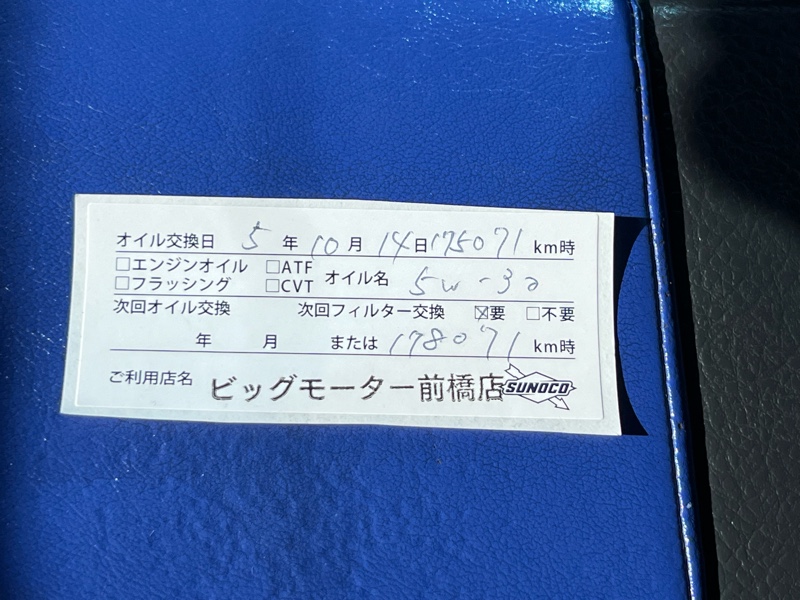 オイル交換日 5 年 10 月 14 日 175071 km時
□エンジンオイル □ATF
□フラッシング □CVT オイル名 5w-30
次回オイル交換 次回フィルター交換 ☒要 □不要
年 月 または 178071 km時
ご利用店名 ビッグモーター前橋店 SUNOCO